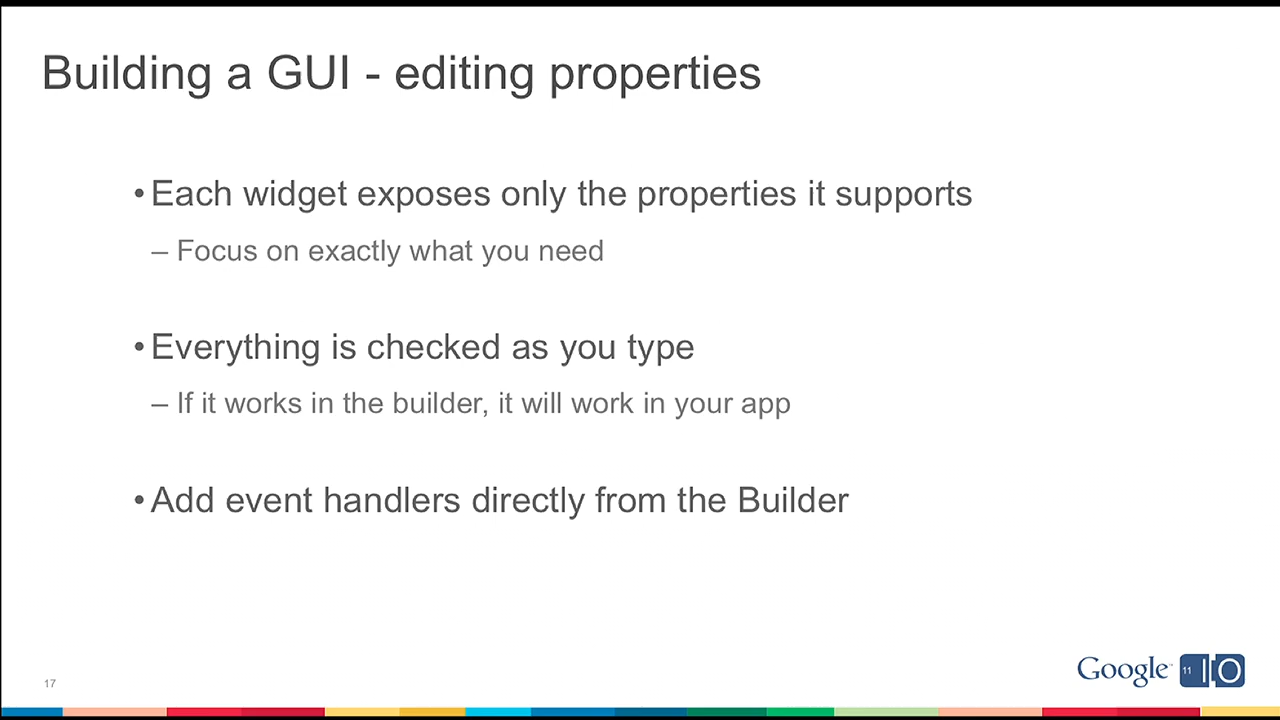 Building a GUI - editing properties
• Each widget exposes only the properties it supports
– Focus on exactly what you need
• Everything is checked as you type
– If it works in the builder, it will work in your app
• Add event handlers directly from the Builder
17
Google 11 IO